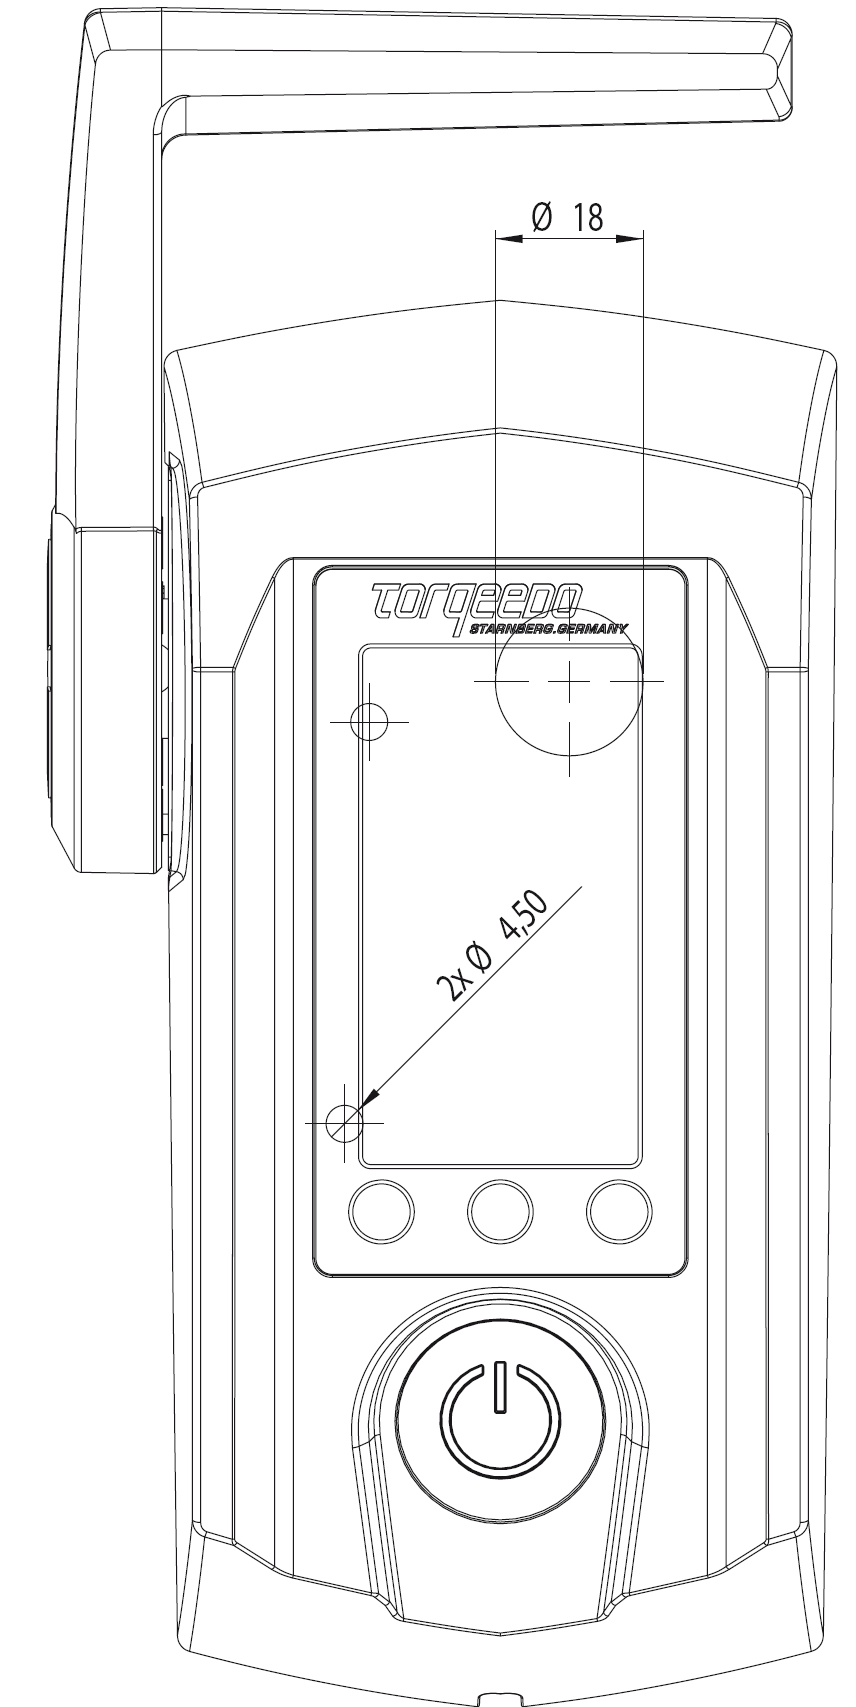 Ø 18
TORQEEDO
STARNBERG.GERMANY
2x Ø 4,50